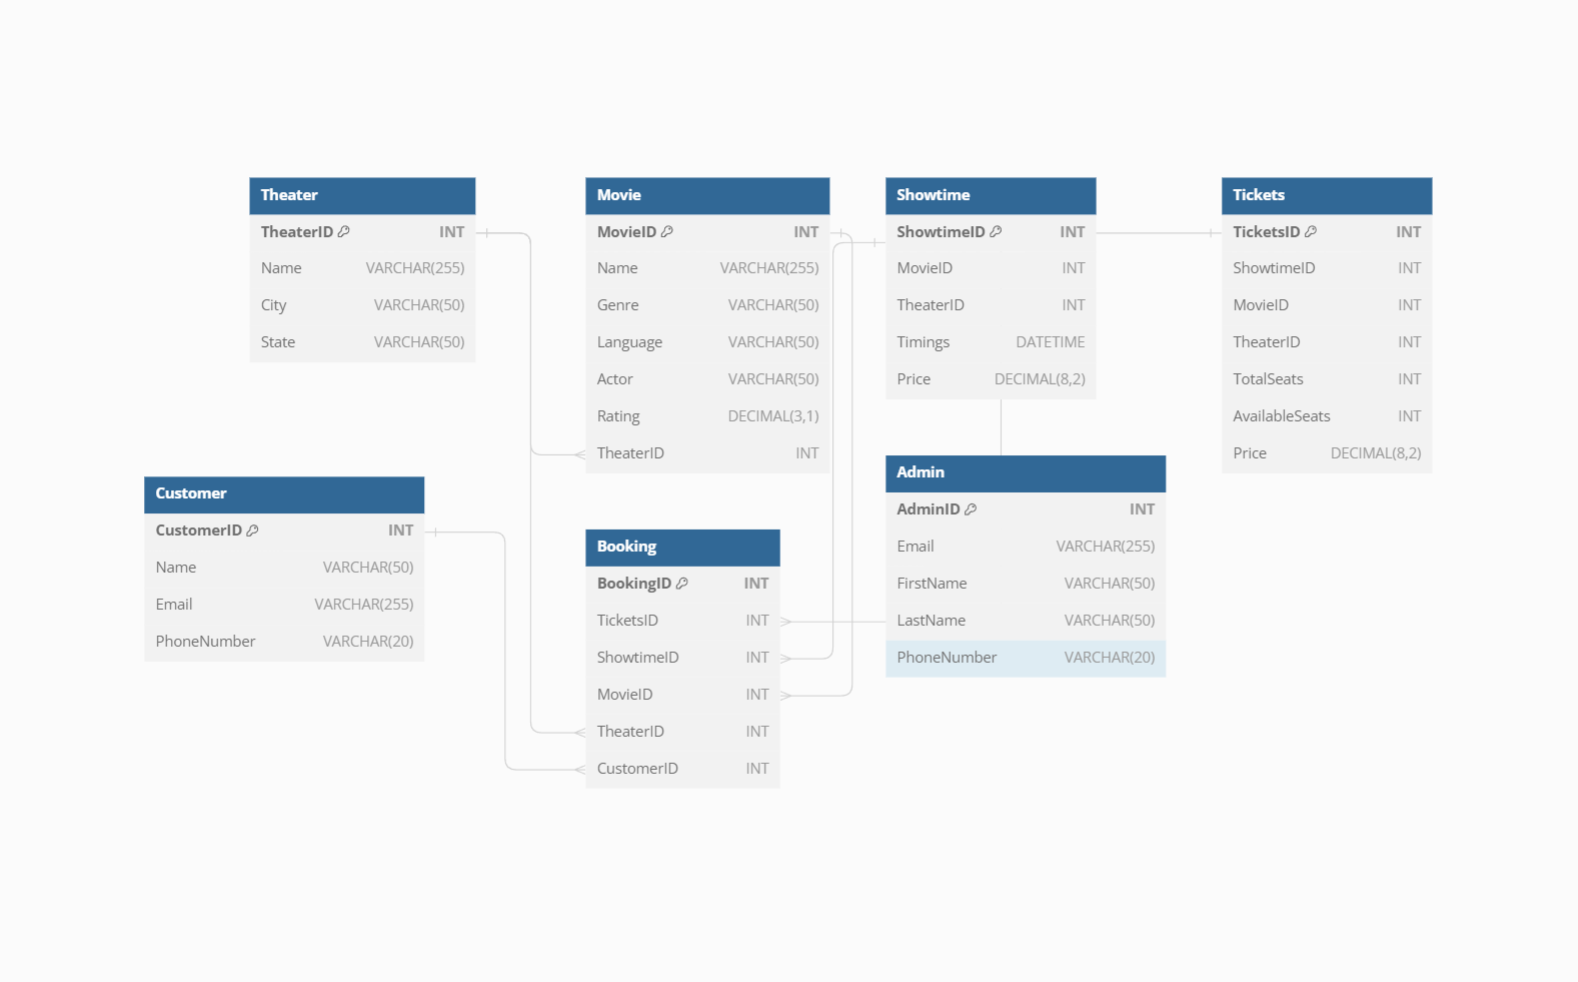 Theater
TheaterID INT
Name VARCHAR(255)
City VARCHAR(50)
State VARCHAR(50)
Movie
MovieID INT
Name VARCHAR(255)
Genre VARCHAR(50)
Language VARCHAR(50)
Actor VARCHAR(50)
Rating DECIMAL(3,1)
TheaterID INT
Showtime
ShowtimeID INT
MovieID INT
TheaterID INT
Timings DATETIME
Price DECIMAL(8,2)
Tickets
TicketsID INT
ShowtimeID INT
MovieID INT
TheaterID INT
TotalSeats INT
AvailableSeats INT
Price DECIMAL(8,2)
Customer
CustomerID INT
Name VARCHAR(50)
Email VARCHAR(255)
PhoneNumber VARCHAR(20)
Booking
BookingID INT
TicketsID INT
ShowtimeID INT
MovieID INT
TheaterID INT
CustomerID INT
Admin
AdminID INT
Email VARCHAR(255)
FirstName VARCHAR(50)
LastName VARCHAR(50)
PhoneNumber VARCHAR(20)